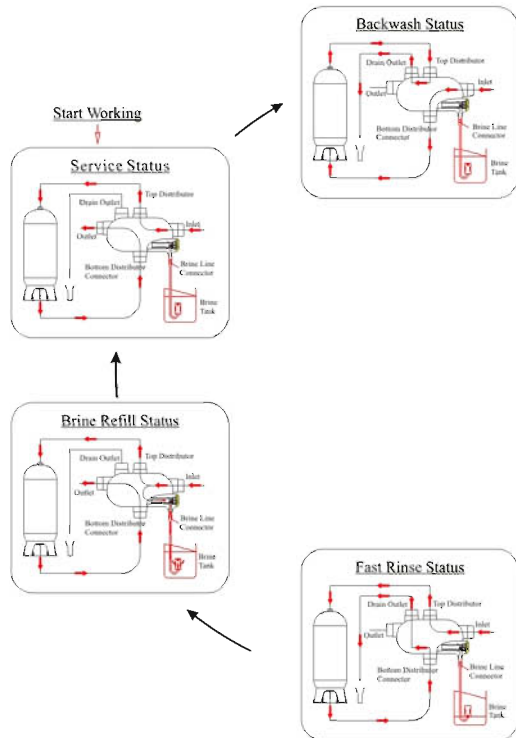 Backwash Status
Drain Outlet
Top Distributor
Outlet
Inlet
Bottom Distributor
Connector
Brine Line
Connector
Brine
Tank
Start Working
Service Status
Drain Outlet
Top Distributor
Outlet
Inlet
Bottom Distributor
Connector
Brine Line
Connector
Brine
Tank
Brine Refill Status
Drain Outlet
Top Distributor
Outlet
Inlet
Bottom Distributor
Connector
Brine Line
Connector
Brine
Tank
Fast Rinse Status
Drain Outlet
Top Distributor
Outlet
Inlet
Bottom Distributor
Connector
Brine Line
Connector
Brine
Tank